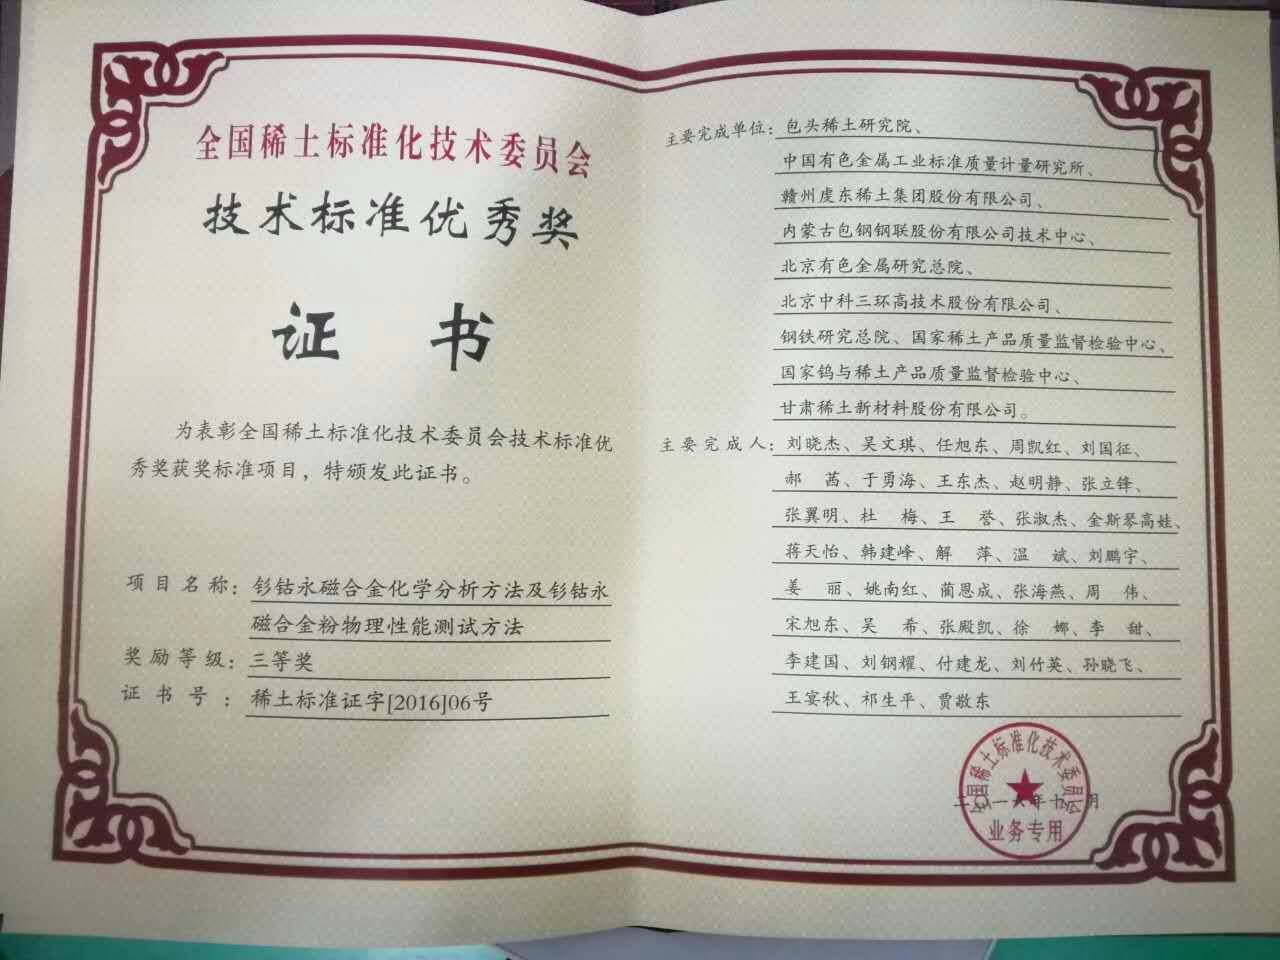 全国稀土标准化技术委员会
技术标准优秀奖
证 书
为表彰全国稀土标准化技术委员会技术标准优
秀奖获奖标准项目，特颁发此证书。
项目名称：钐钴永磁合金化学分析方法及钐钴永
磁合金粉物理性能测试方法
奖励等级：三等奖
证书号：稀土标准证字[2016]06号
主要完成单位：包头稀土研究院、
中国有色金属工业标准质量计量研究所、
赣州虔东稀土集团股份有限公司、
内蒙古包钢钢联股份有限公司技术中心、
北京有色金属研究总院、
北京中科三环高技术股份有限公司、
钢铁研究总院、国家稀土产品质量监督检验中心、
国家钨与稀土产品质量监督检验中心、
甘肃稀土新材料股份有限公司。
主要完成人：刘晓杰、吴文琪、任旭东、周凯红、刘国征、
郝 茜、于勇海、王东杰、赵明静、张立锋、
张翼明、杜 梅、王 誉、张淑杰、金斯琴高娃、
蒋天怡、韩建峰、解 萍、温 斌、刘鹏宇、
姜 丽、姚南红、蔺恩成、张海燕、周 伟、
宋旭东、吴 希、张殿凯、徐 娜、李 甜、
李建国、刘钢耀、付建龙、刘竹英、孙晓飞、
王宴秋、祁生平、贾敬东
全国稀土标准化技术委员会
业务专用